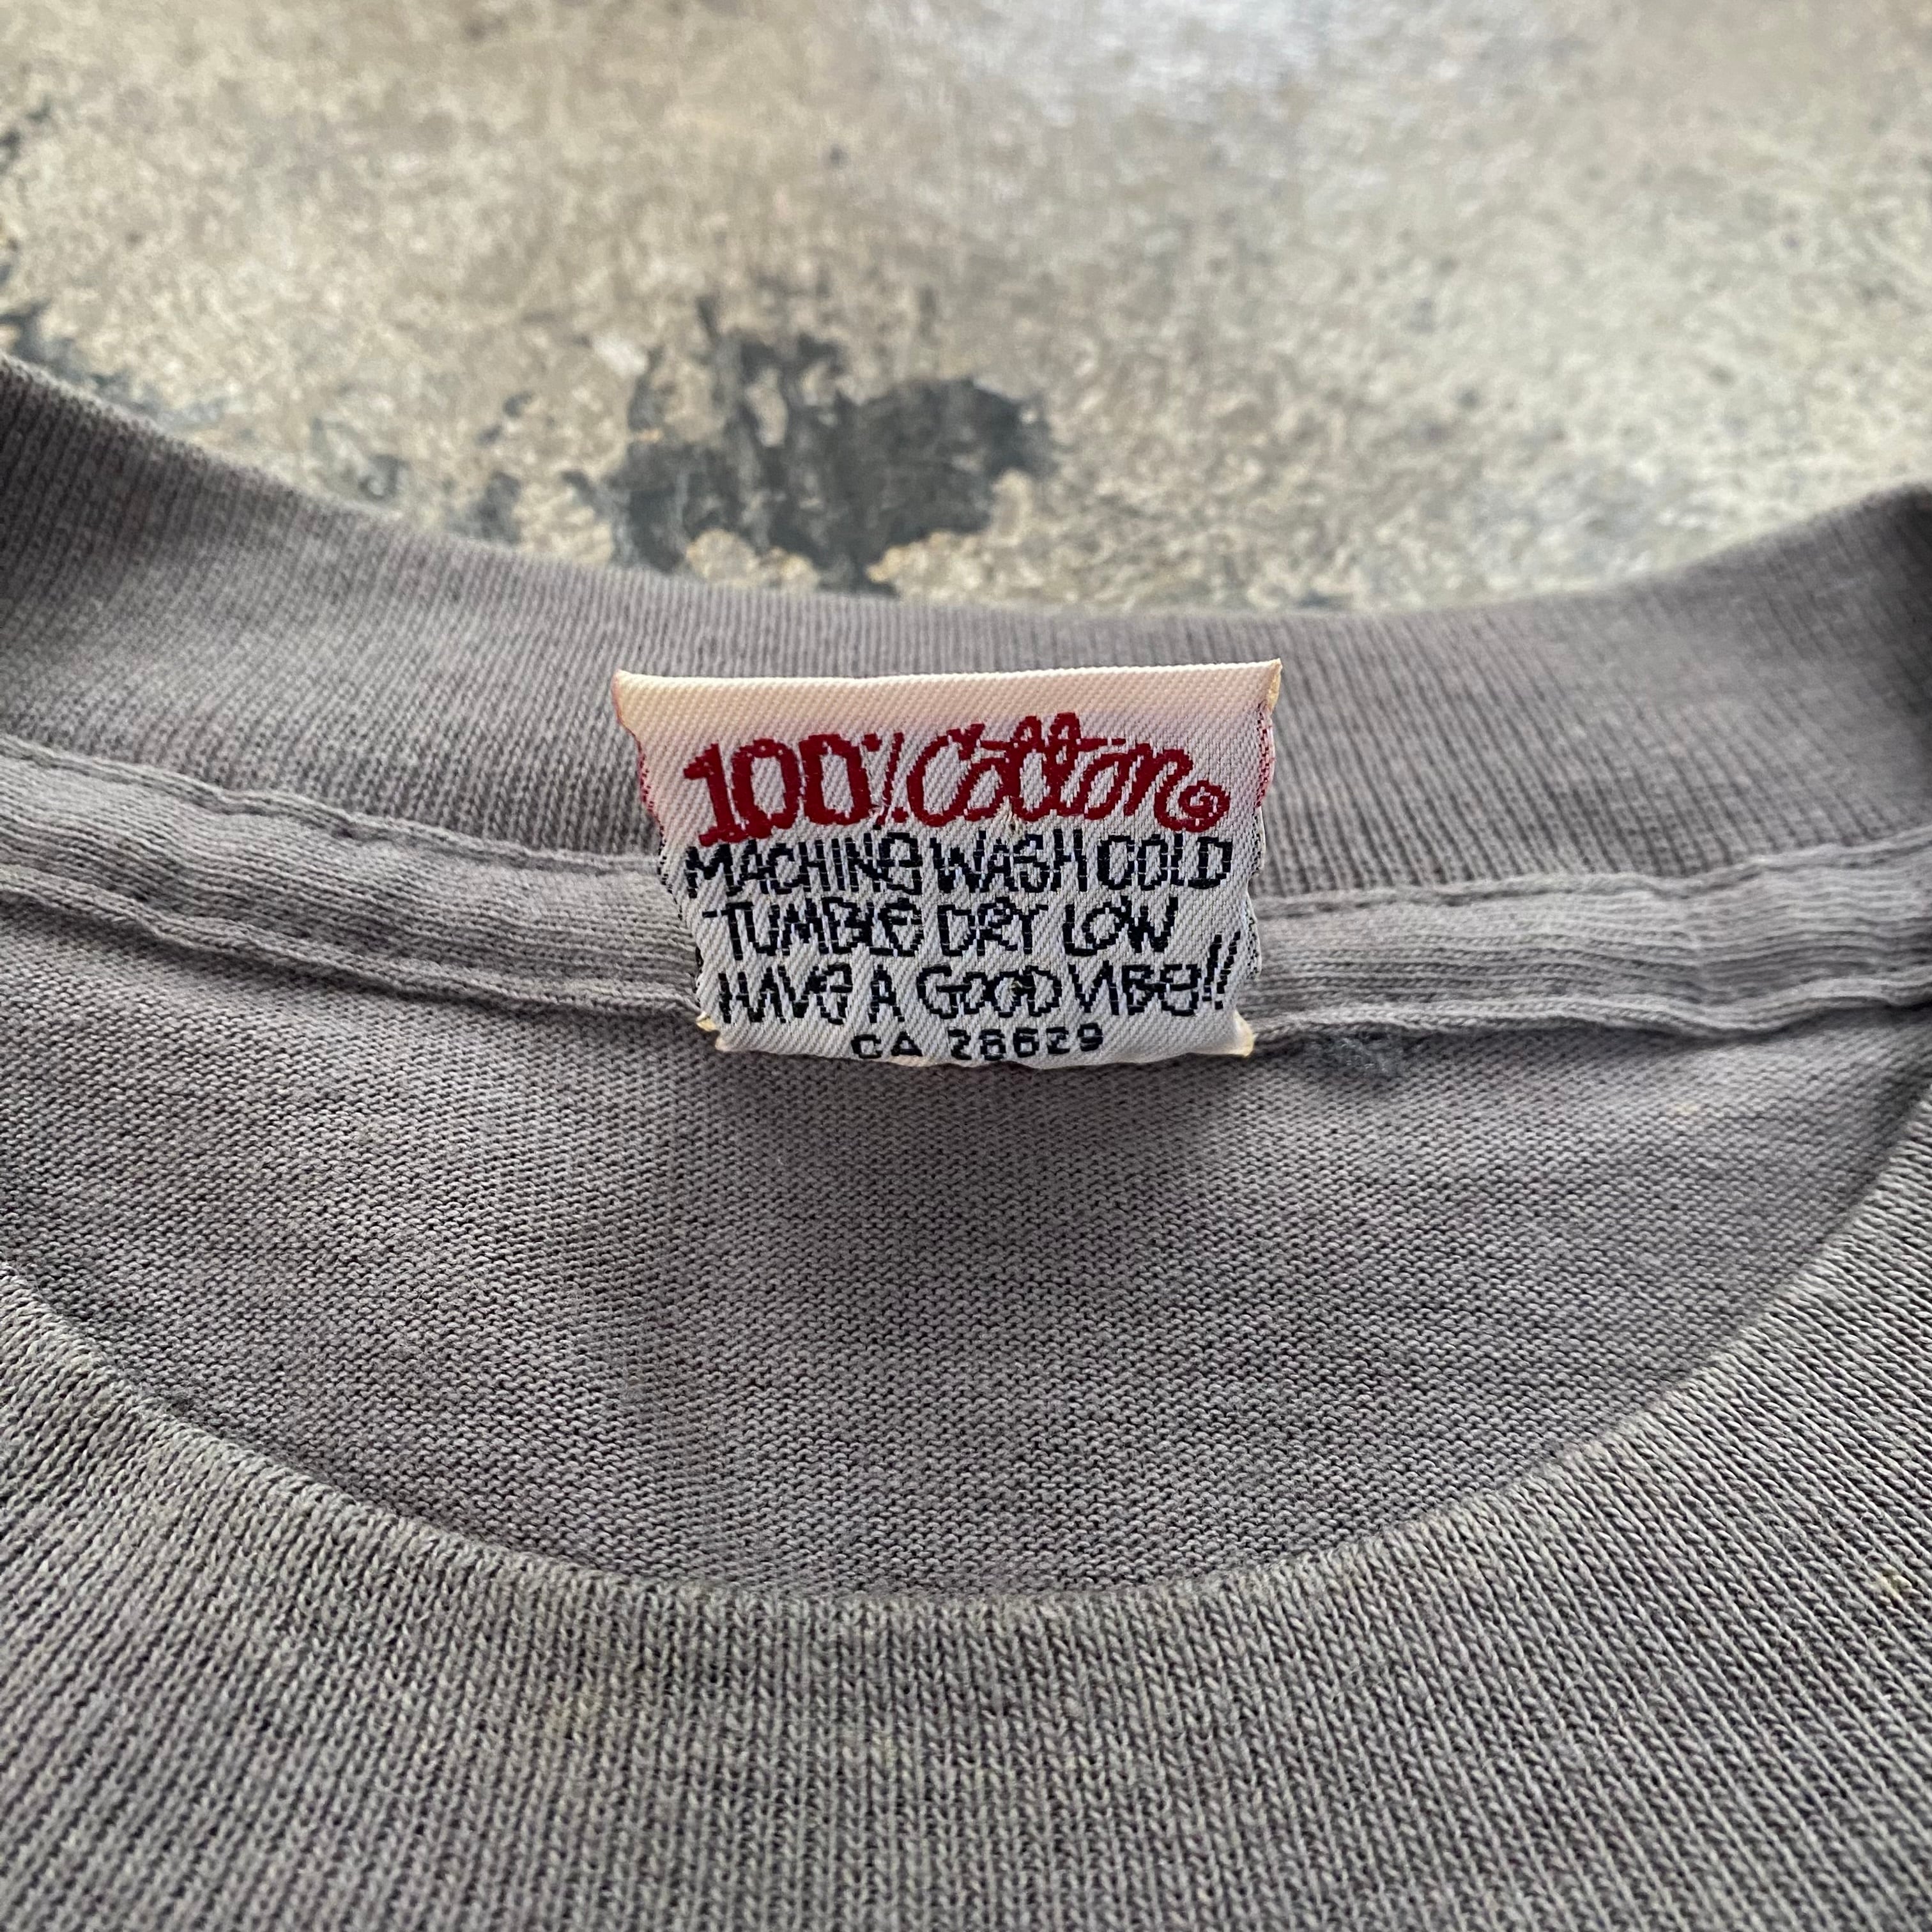 100% Cotton
MACHINE WASH COLD
TUMBLE DRY LOW
HAVE A GOOD VIBE!!
CA 28629